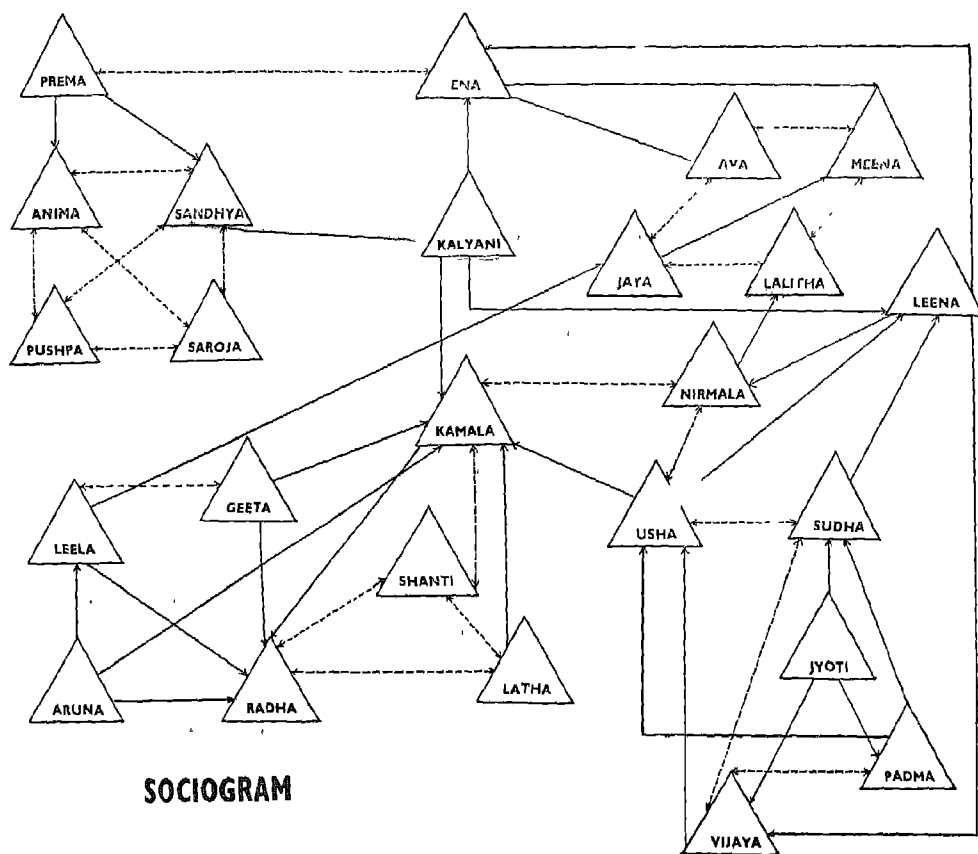 PREMA
ENA
AVA
MEENA
ANIMA
SANDHYA
KALYANI
JAYA
LALITHA
LEENA
PUSHPA
SAROJA
NIRMALA
KAMALA
GEETA
LEELA
USHA
SUDHA
SHANTI
JYOTI
ARUNA
RADHA
LATHA
PADMA
SOCIOGRAM
VIJAYA